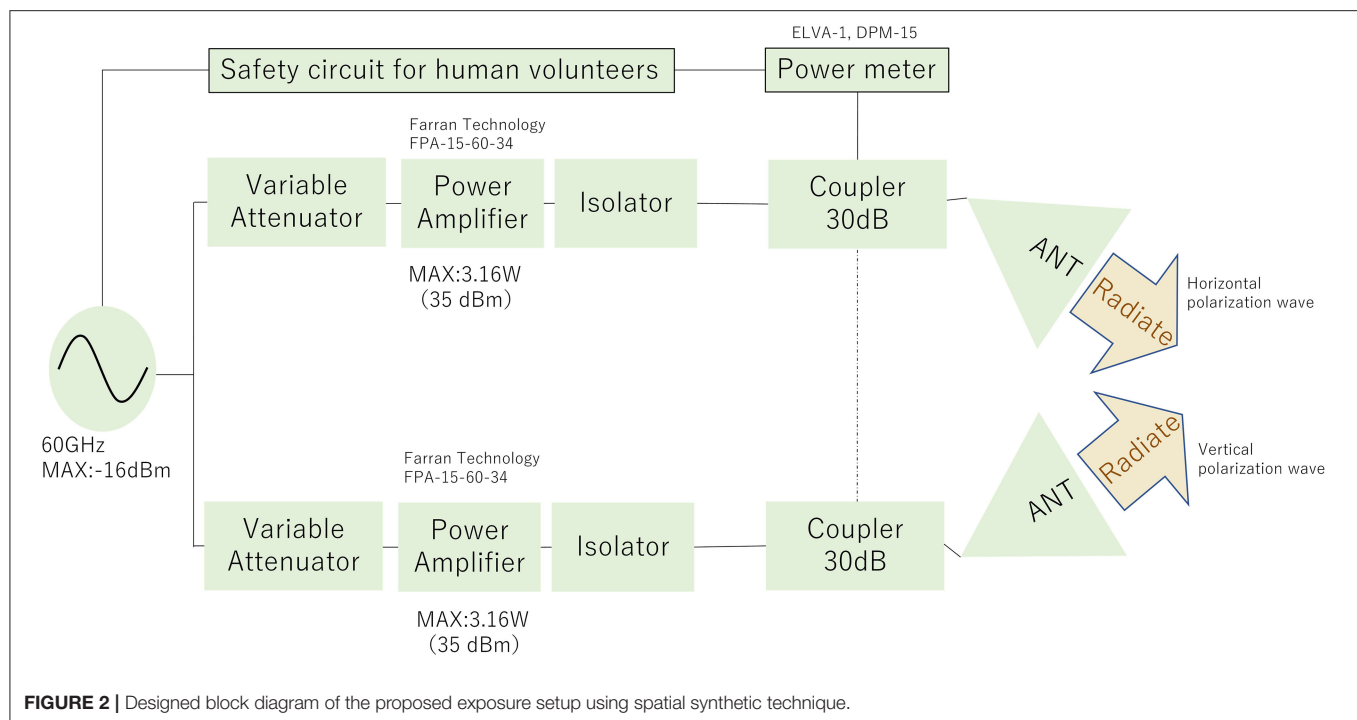 ELVA-1, DPM-15
Safety circuit for human volunteers
Power meter
Farran Technology
FPA-15-60-34
Variable
Attenuator
Power
Amplifier
Isolator
Coupler
30dB
ANT
MAX:3.16W
(35 dBm)
Radiate
Horizontal
polarization wave
60GHz
MAX:-16dBm
Farran Technology
FPA-15-60-34
Variable
Attenuator
Power
Amplifier
Isolator
Coupler
30dB
ANT
Radiate
Vertical
polarization wave
MAX:3.16W
(35 dBm)
FIGURE 2 | Designed block diagram of the proposed exposure setup using spatial synthetic technique.